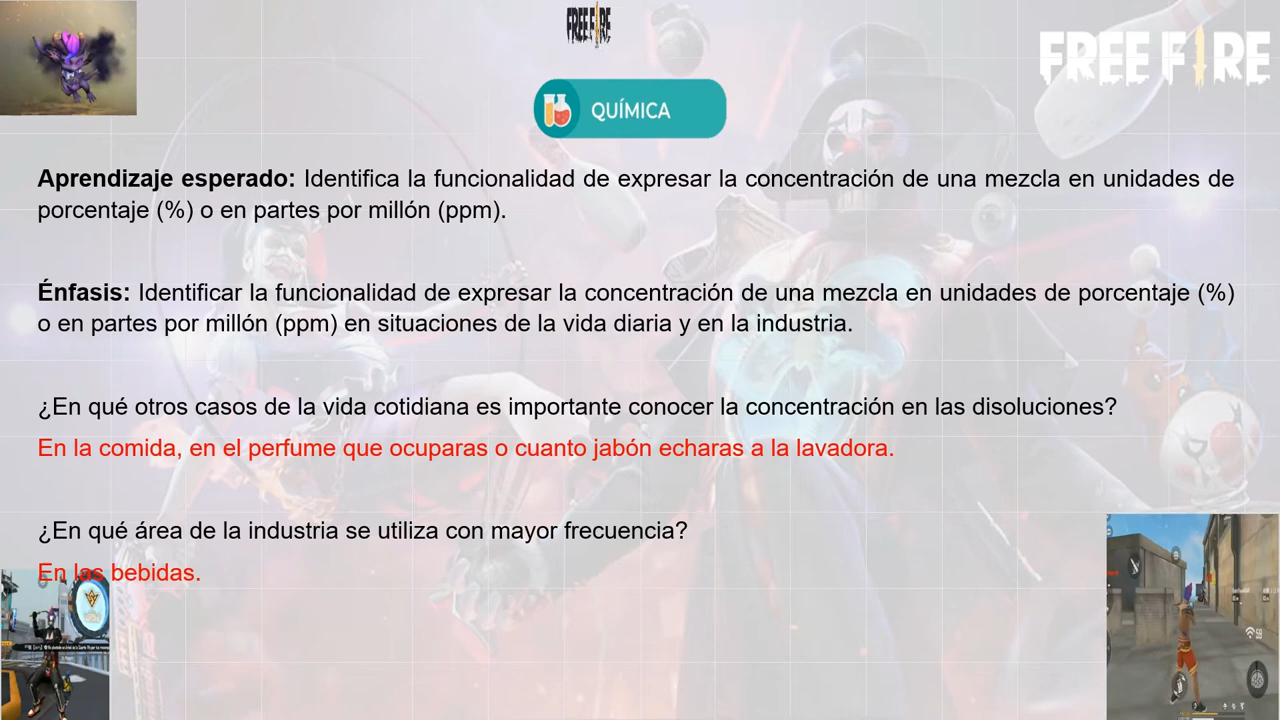 FREE FIRE
FREE FIRE
QUÍMICA
Aprendizaje esperado: Identifica la funcionalidad de expresar la concentración de una mezcla en unidades de
porcentaje (%) o en partes por millón (ppm).
Énfasis: Identificar la funcionalidad de expresar la concentración de una mezcla en unidades de porcentaje (%)
o en partes por millón (ppm) en situaciones de la vida diaria y en la industria.
¿En qué otros casos de la vida cotidiana es importante conocer la concentración en las disoluciones?
En la comida, en el perfume que ocuparas o cuanto jabón echaras a la lavadora.
¿En qué área de la industria se utiliza con mayor frecuencia?
En las bebidas.